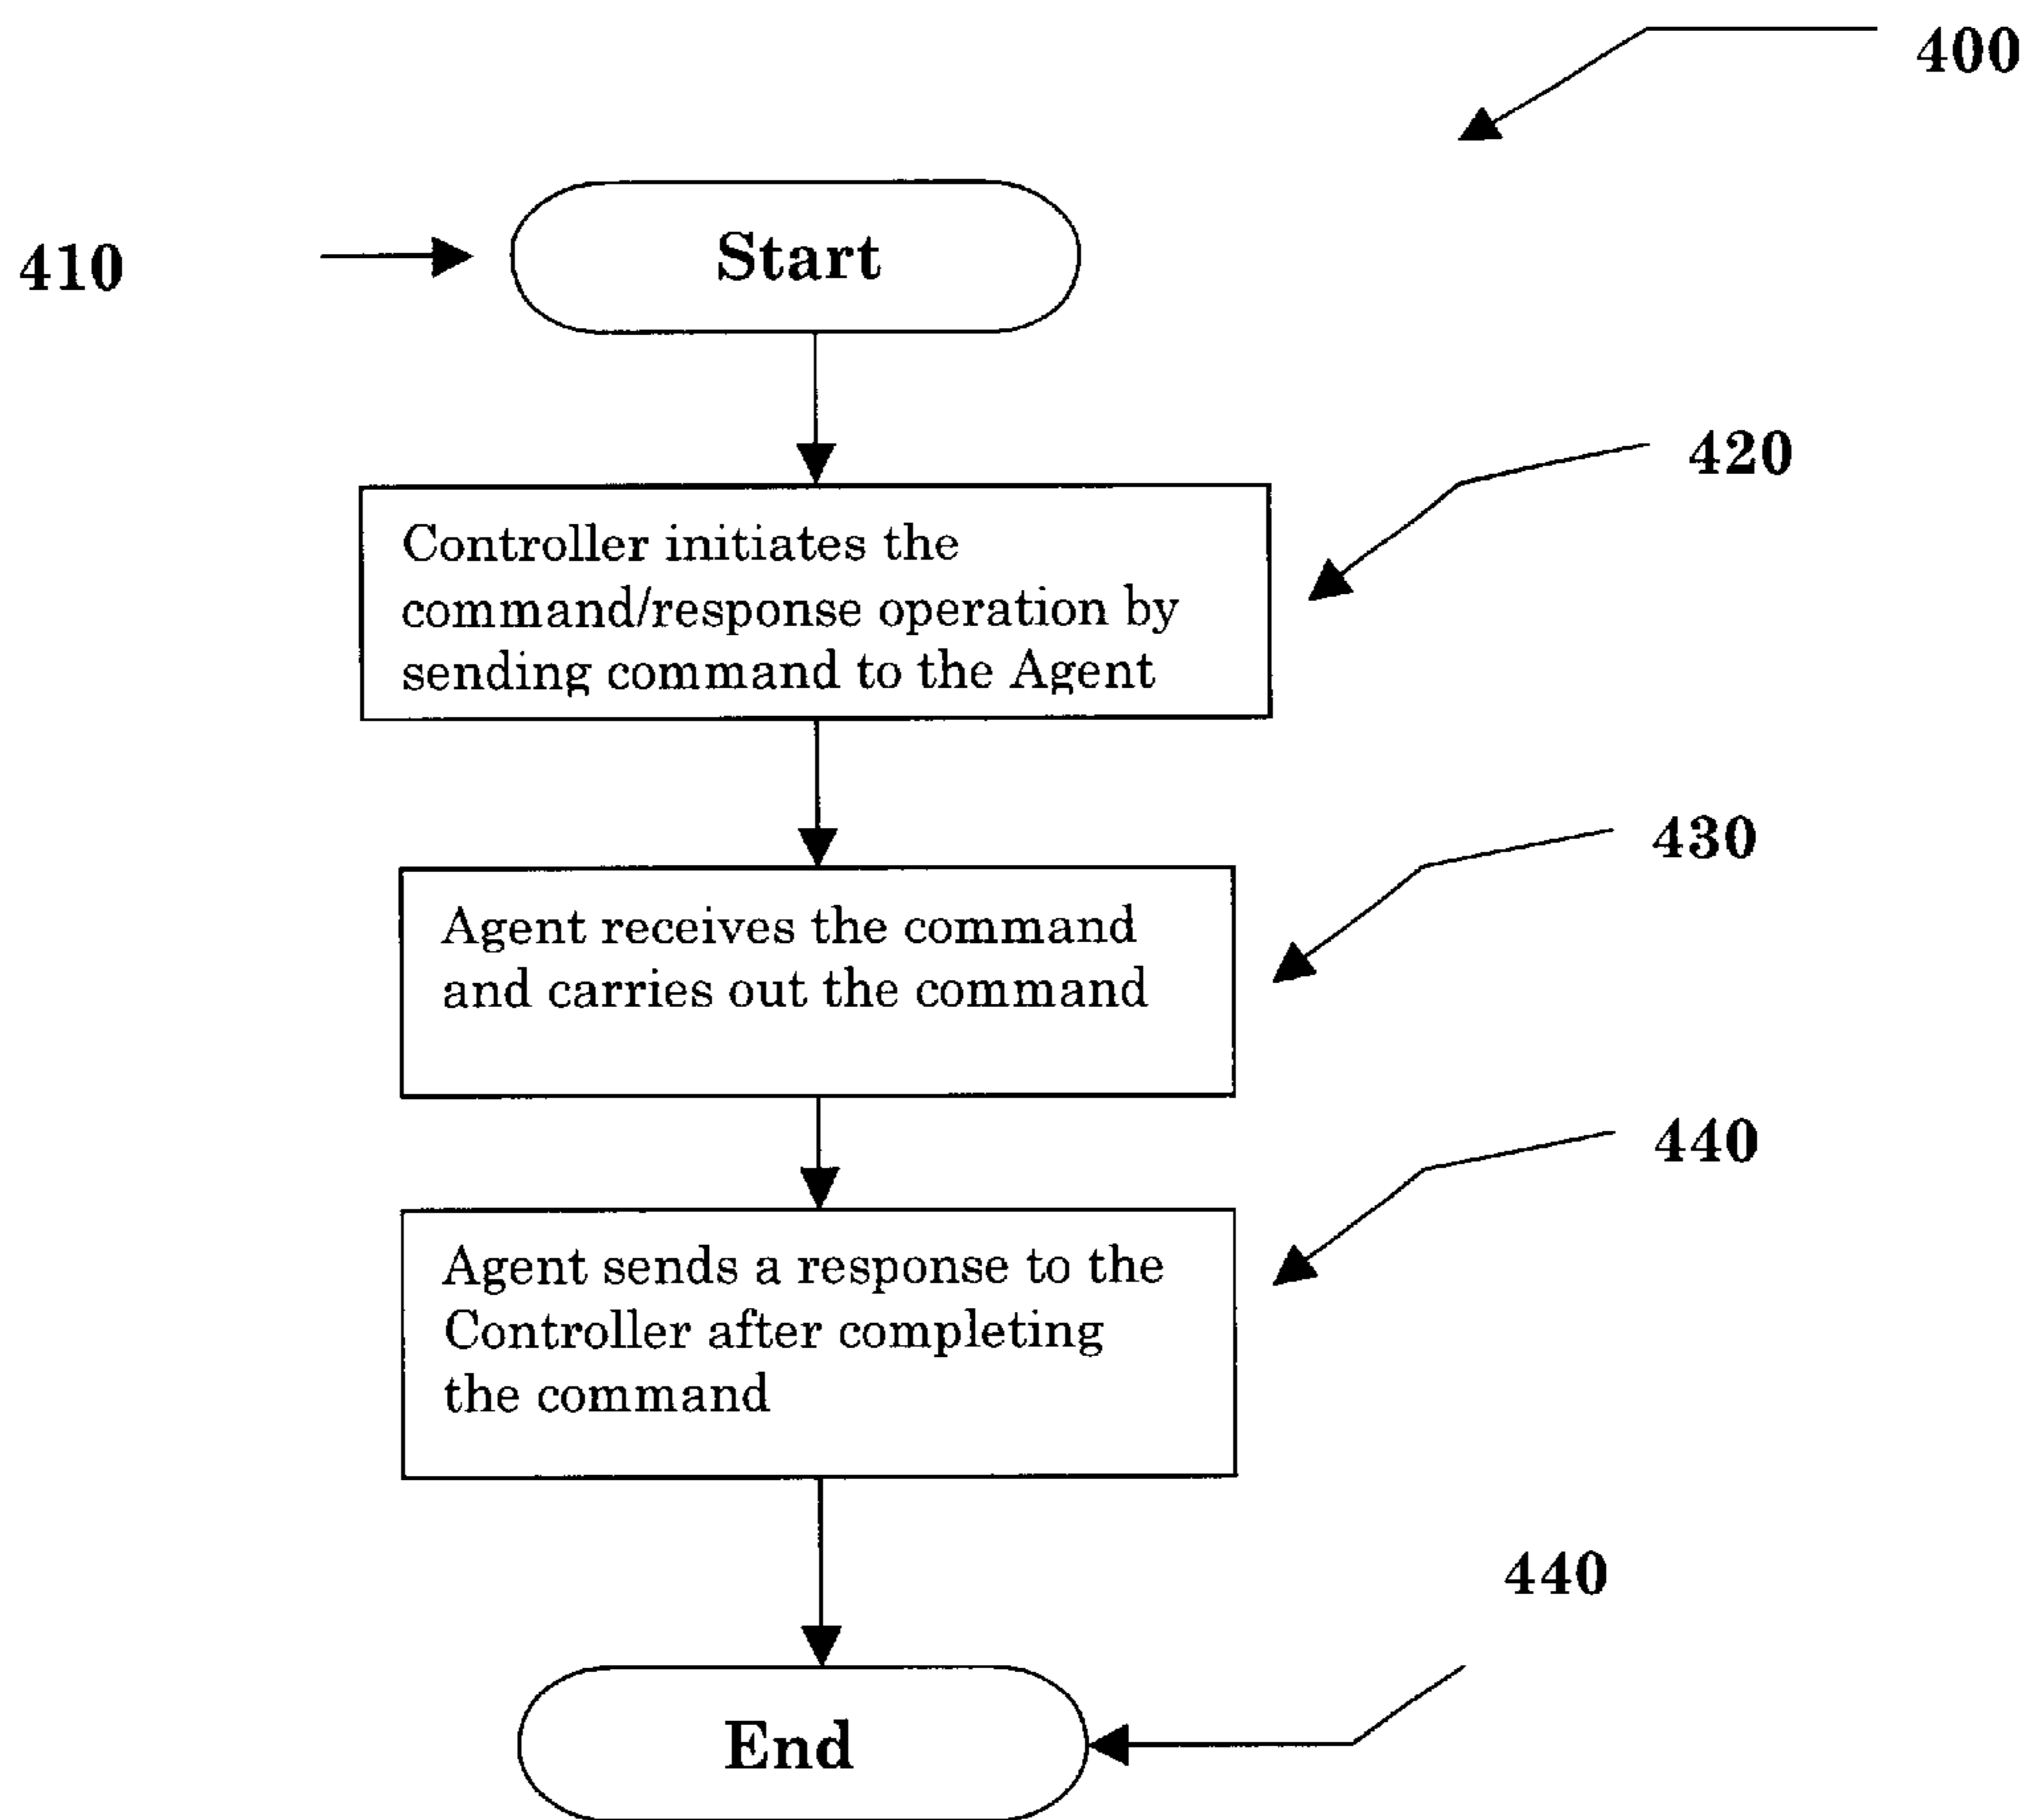 400
410
Start
420
Controller initiates the
command/response operation by
sending command to the Agent
430
Agent receives the command
and carries out the command
440
Agent sends a response to the
Controller after completing
the command
440
End